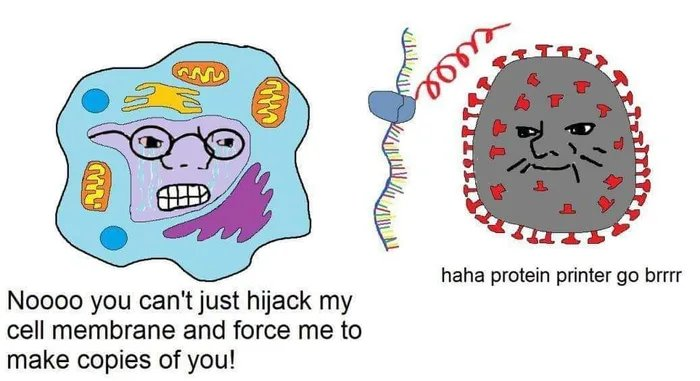 Noooo you can't just hijack my
cell membrane and force me to
make copies of you!
haha protein printer go brrrr